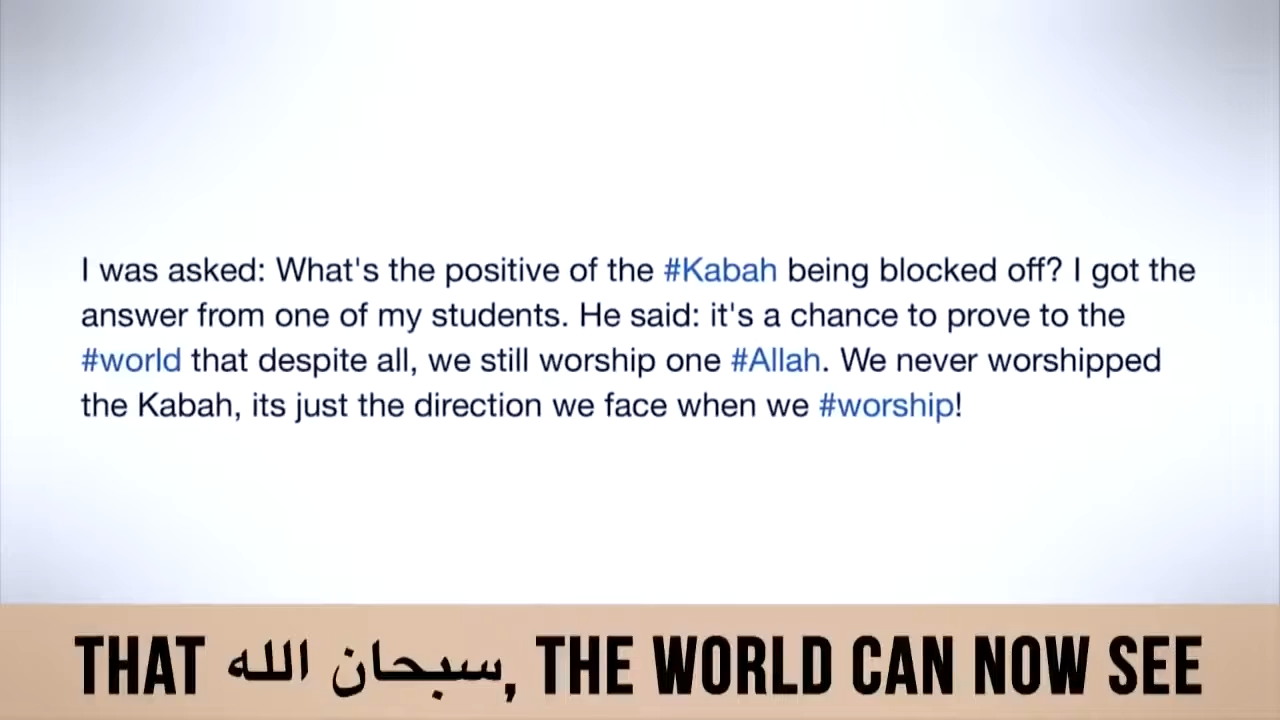 I was asked: What's the positive of the #Kabah being blocked off? I got the
answer from one of my students. He said: it's a chance to prove to the
#world that despite all, we still worship one #Allah. We never worshipped
the Kabah, its just the direction we face when we #worship!
THAT سبحان الله, THE WORLD CAN NOW SEE